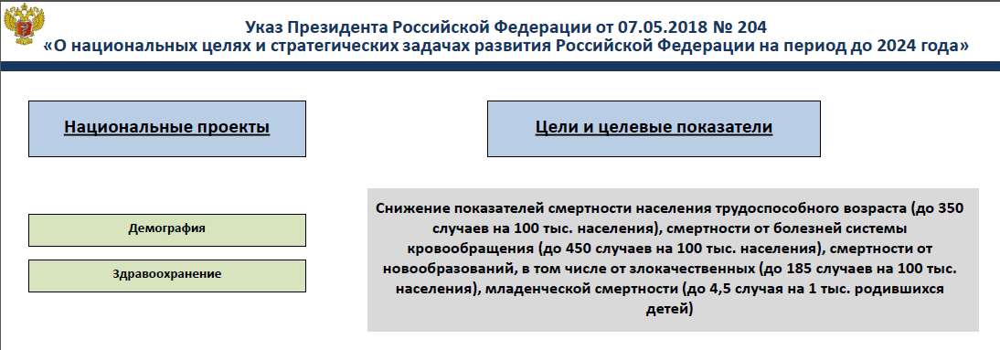 Указ Президента Российской Федерации от 07.05.2018 № 204
«О национальных целях и стратегических задачах развития Российской Федерации на период до 2024 года»
Национальные проекты
Цели и целевые показатели
Демография
Здравоохранение
Снижение показателей смертности населения трудоспособного возраста (до 350
случаев на 100 тыс. населения), смертности от болезней системы
кровообращения (до 450 случаев на 100 тыс. населения), смертности от
новообразований, в том числе от злокачественных (до 185 случаев на 100 тыс.
населения), младенческой смертности (до 4,5 случая на 1 тыс. родившихся
детей)